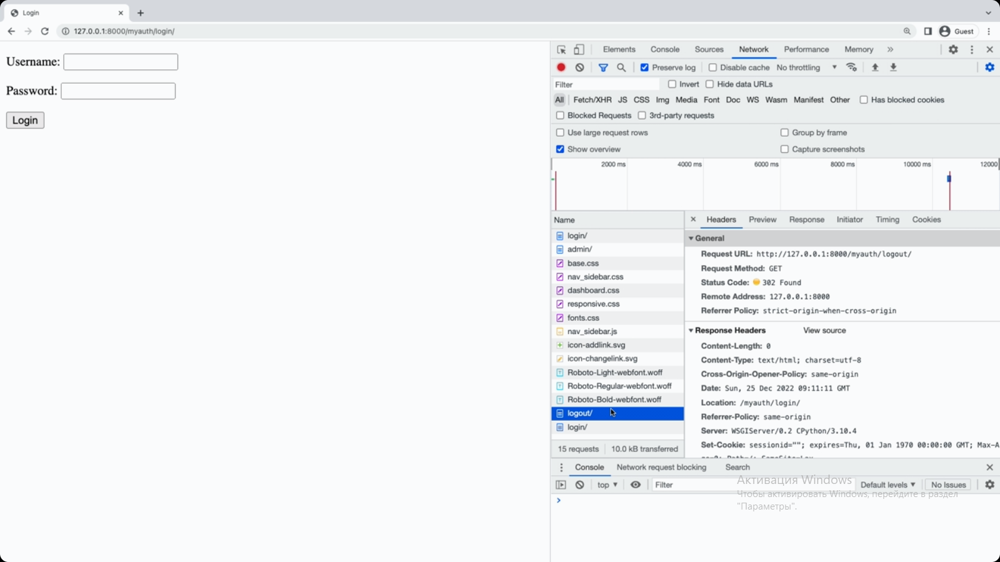 Login
127.0.0.1:8000/myauth/login/
Guest
Username:
Password:
Login
Elements Console Sources Network Performance Memory
Preserve log Disable cache No throttling
Filter Invert Hide data URLs
All Fetch/XHR JS CSS Img Media Font Doc WS Wasm Manifest Other Has blocked cookies
Blocked Requests 3rd-party requests
Use large request rows Group by frame
Show overview Capture screenshots
2000 ms 4000 ms 6000 ms 8000 ms 10000 ms 12000
Name
login/
admin/
base.css
nav_sidebar.css
dashboard.css
responsive.css
fonts.css
nav_sidebar.js
icon-addlink.svg
icon-changelink.svg
Roboto-Light-webfont.woff
Roboto-Regular-webfont.woff
Roboto-Bold-webfont.woff
logout/
login/
15 requests 10.0 kB transferred
Headers Preview Response Initiator Timing Cookies
General
Request URL: http://127.0.0.1:8000/myauth/logout/
Request Method: GET
Status Code: 302 Found
Remote Address: 127.0.0.1:8000
Referrer Policy: strict-origin-when-cross-origin
Response Headers View source
Content-Length: 0
Content-Type: text/html; charset=utf-8
Cross-Origin-Opener-Policy: same-origin
Date: Sun, 25 Dec 2022 09:11:11 GMT
Location: /myauth/login/
Referrer-Policy: same-origin
Server: WSGIServer/0.2 CPython/3.10.4
Set-Cookie: sessionid=""; expires=Thu, 01 Jan 1970 00:00:00 GMT; Max-A
Console Network request blocking Search
top Filter Default levels No Issues
Активация Windows
Чтобы активировать Windows, перейдите в раздел
"Параметры".